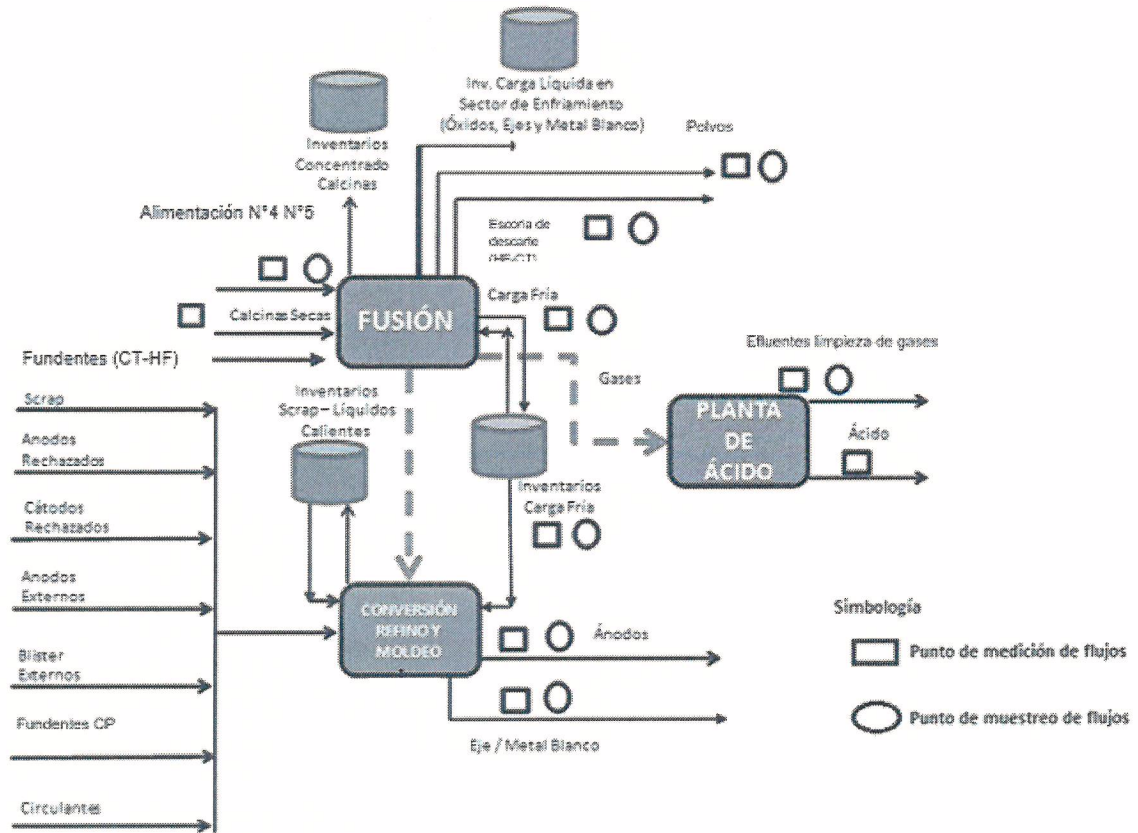 Inv. Carga Líquida en
Sector de Enfriamiento
(Óxidos, Ejes y Metal Blanco)
Polvos
Inventarios
Concentrado
Calcinas
Alimentación N°4 N°5
Escoria de
descarte
(HF-CT)
Calcinas Secas
FUSIÓN
Carga Fría
Fundentes (CT-HF)
Gases
Efluentes limpieza de gases
Scrap
Inventarios
Scrap – Líquidos
Calientes
PLANTA
DE
ÁCIDO
Ácido
Anodos
Rechazados
Inventarios
Carga Fría
Cátodos
Rechazados
Anodos
Externos
CONVERSIÓN
REFINO Y
MOLDEO
Ánodos
Simbología
Punto de medición de flujos
Blíster
Externos
Punto de muestreo de flujos
Fundentes CP
Eje / Metal Blanco
Circulantes